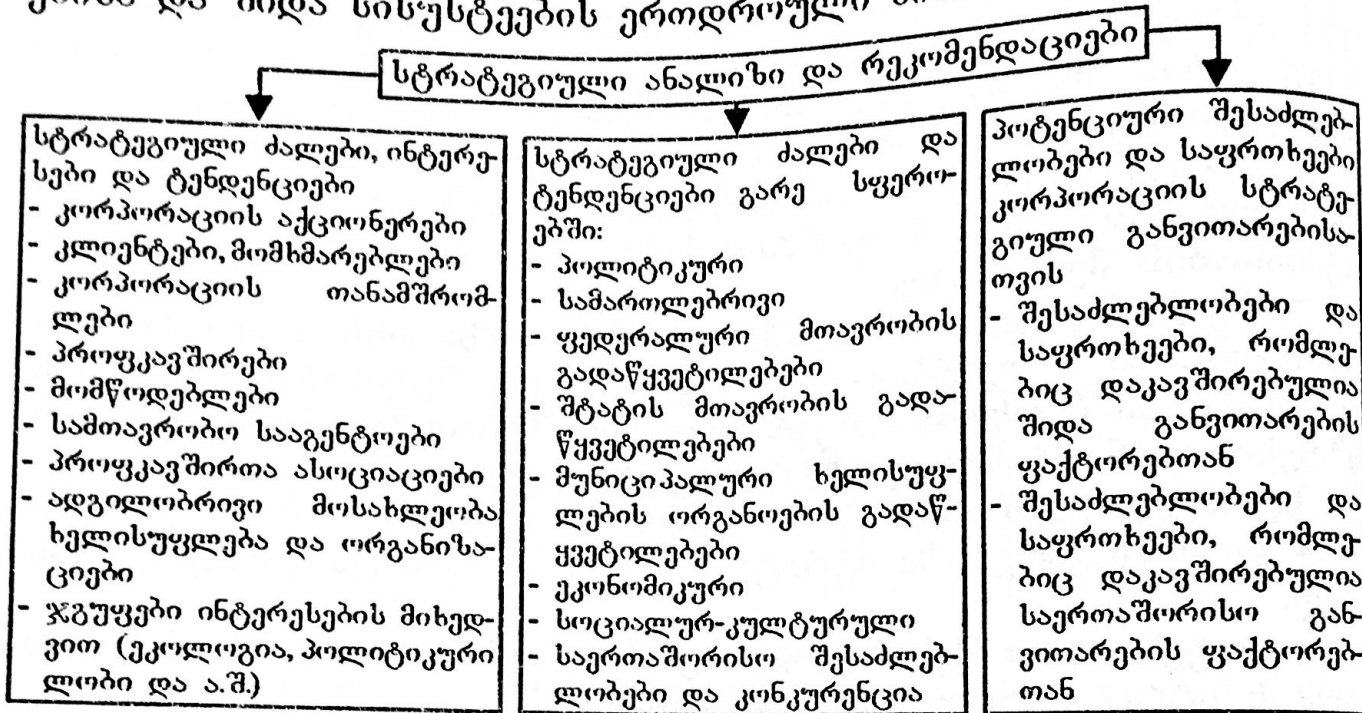 და შიდა სისუსტეების ერთდროული
სტრატეგიული ანალიზი და რეკომენდაციები
სტრატეგიული ძალები, ინტერე-
სები და ტენდენციები
- კორპორაციის აქციონერები
- კლიენტები, მომხმარებლები
- კორპორაციის თანამშრომ-
ლები
- პროფკავშირები
- მომწოდებლები
- სამთავრობო სააგენტოები
- პროფკავშირთა ასოციაციები
- ადგილობრივი მოსახლეობა
ხელისუფლება და ორგანიზა-
ციები
- ჯგუფები ინტერესების მიხედ-
ვით (ეკოლოგია, პოლიტიკური
ლობი და ა.შ.)
სტრატეგიული ძალები და
ტენდენციები გარე სფერო-
ებში:
- პოლიტიკური
- სამართლებრივი
- ფედერალური მთავრობის
გადაწყვეტილებები
- შტატის მთავრობის გადა-
წყვეტილებები
- მუნიციპალური ხელისუფ-
ლების ორგანოების გადაწ-
ყვეტილებები
- ეკონომიკური
- სოციალურ-კულტურული
- საერთაშორისო შესაძლებ-
ლობები და კონკურენცია
პოტენციური შესაძლებ-
ლობები და საფრთხეები
კორპორაციის სტრატე-
გიული განვითარებისა-
თვის
- შესაძლებლობები და
საფრთხეები, რომლე-
ბიც დაკავშირებულია
შიდა განვითარების
ფაქტორებთან
- შესაძლებლობები და
საფრთხეები, რომლე-
ბიც დაკავშირებულია
საერთაშორისო გან-
ვითარების ფაქტორებ-
თან